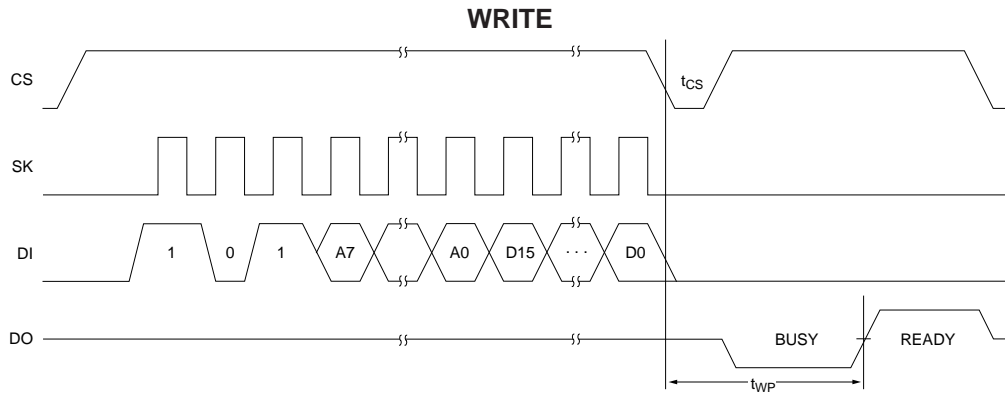 WRITE
CS
tCS
SK
DI
1 0 1 A7 A0 D15 · · · D0
DO
BUSY READY
tWP